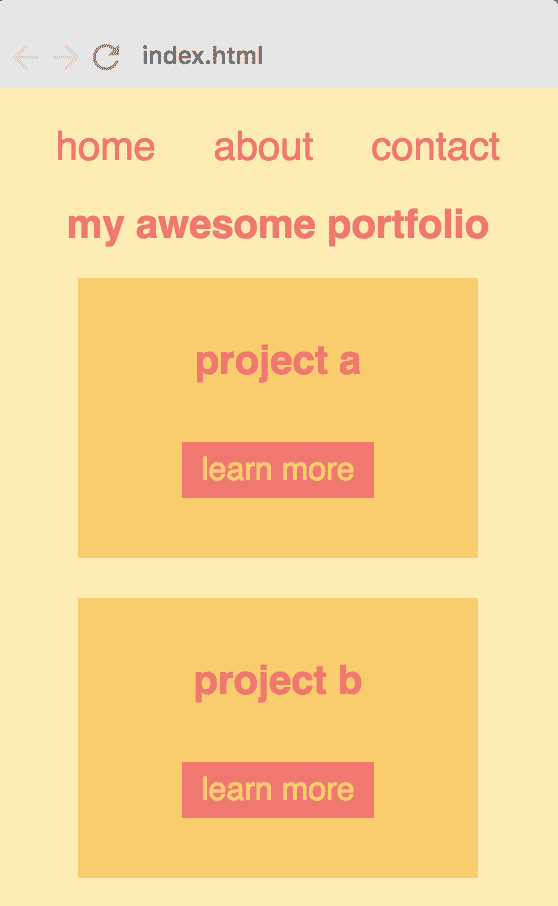 index.html
home about contact
my awesome portfolio
project a
learn more
project b
learn more